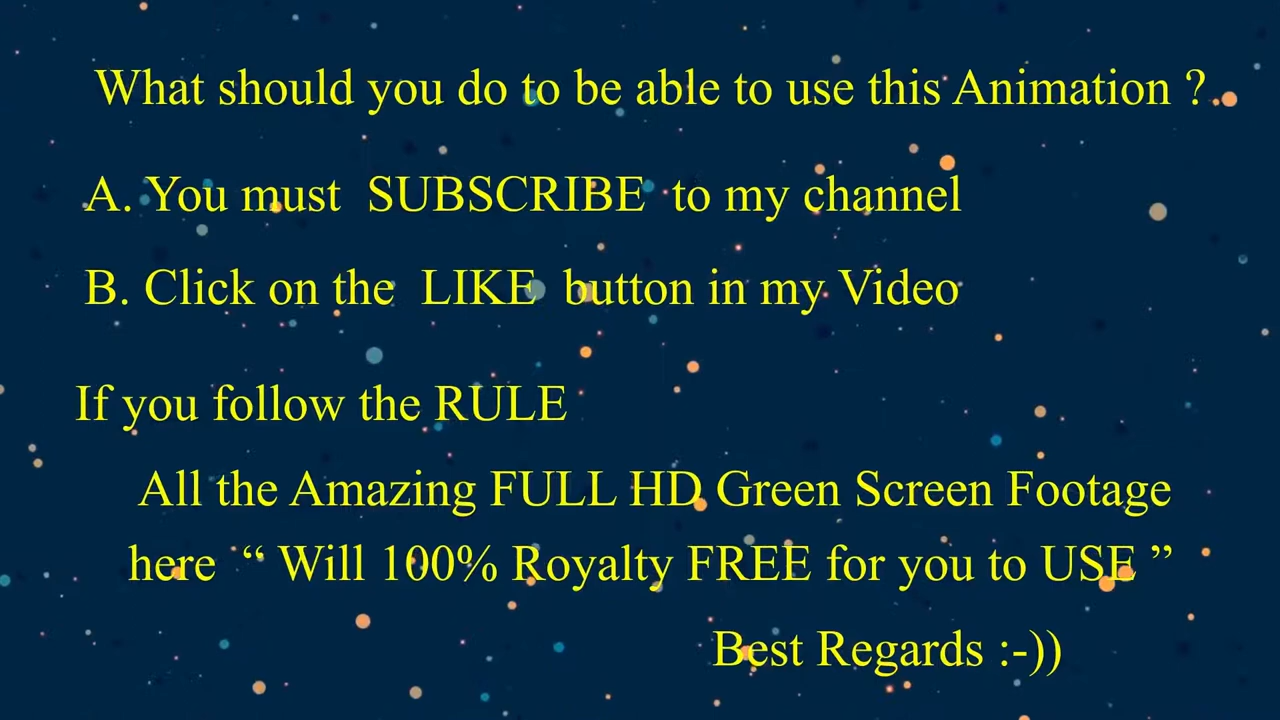 What should you do to be able to use this Animation ?
A. You must SUBSCRIBE to my channel
B. Click on the LIKE button in my Video
If you follow the RULE
All the Amazing FULL HD Green Screen Footage
here “ Will 100% Royalty FREE for you to USE ”
Best Regards :-))